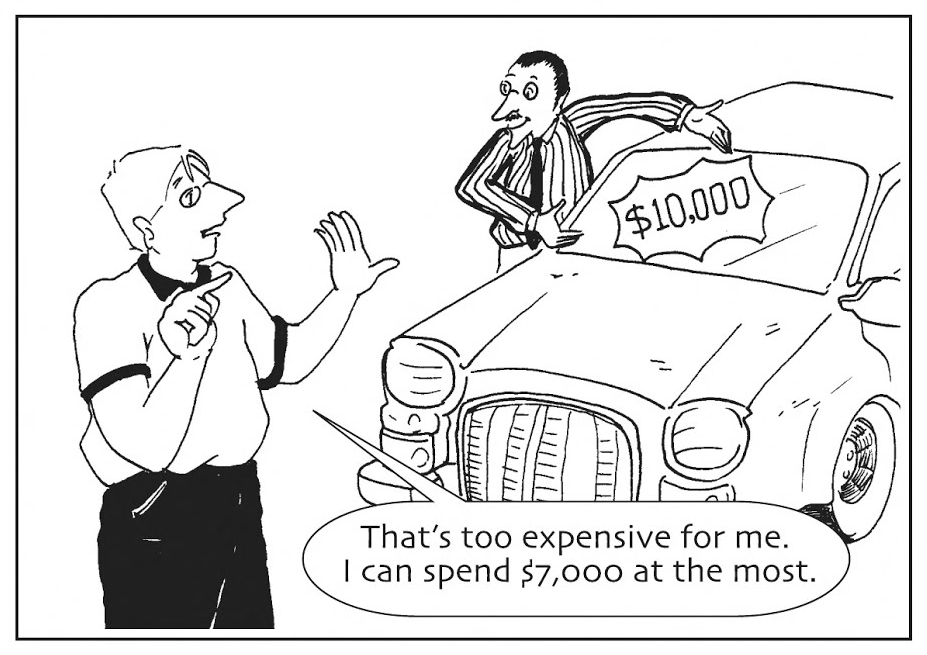 $10,000
That's too expensive for me.
I can spend $7,000 at the most.